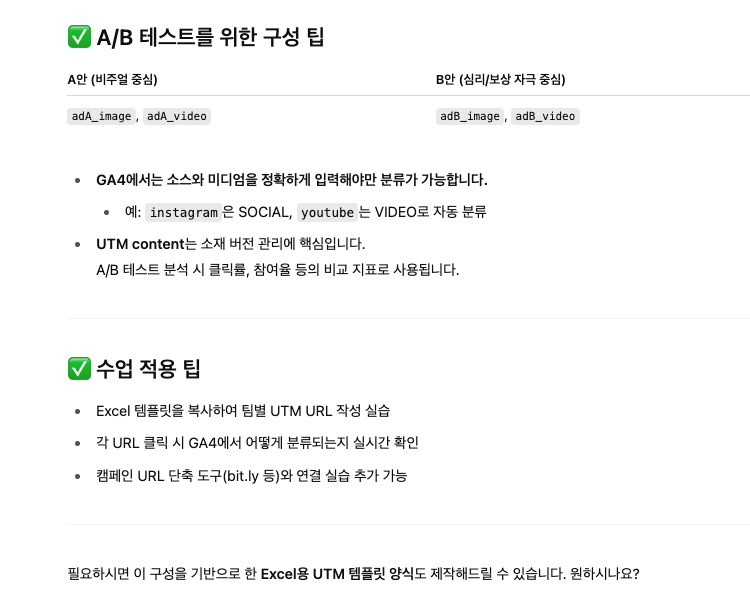 ✅ A/B 테스트를 위한 구성 팁
A안 (비주얼 중심) B안 (심리/보상 자극 중심)
adA_image, adA_video adB_image, adB_video
• GA4에서는 소스와 미디엄을 정확하게 입력해야만 분류가 가능합니다.
• 예: instagram은 SOCIAL, youtube는 VIDEO로 자동 분류
• UTM content는 소재 버전 관리에 핵심입니다.
A/B 테스트 분석 시 클릭률, 참여율 등의 비교 지표로 사용됩니다.
✅ 수업 적용 팁
• Excel 템플릿을 복사하여 팀별 UTM URL 작성 실습
• 각 URL 클릭 시 GA4에서 어떻게 분류되는지 실시간 확인
• 캠페인 URL 단축 도구(bit.ly 등)와 연결 실습 추가 가능
필요하시면 이 구성을 기반으로 한 Excel용 UTM 템플릿 양식도 제작해드릴 수 있습니다. 원하시나요?